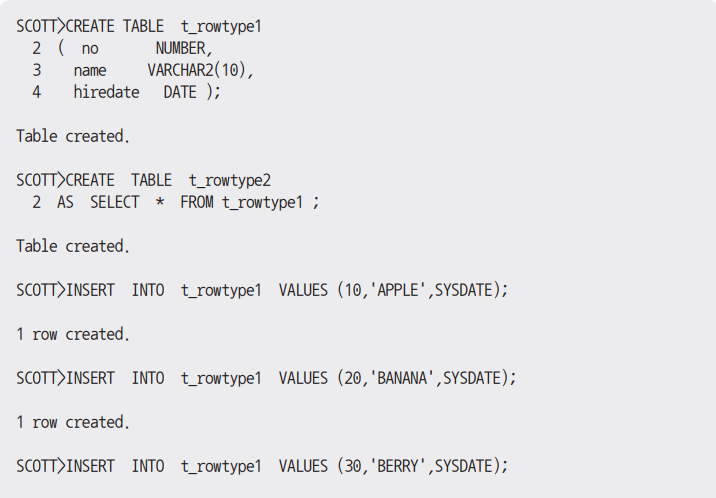 SCOTT>CREATE TABLE t_rowtype1
2 ( no NUMBER,
3 name VARCHAR2(10),
4 hiredate DATE );
Table created.
SCOTT>CREATE TABLE t_rowtype2
2 AS SELECT * FROM t_rowtype1 ;
Table created.
SCOTT>INSERT INTO t_rowtype1 VALUES (10,'APPLE',SYSDATE);
1 row created.
SCOTT>INSERT INTO t_rowtype1 VALUES (20,'BANANA',SYSDATE);
1 row created.
SCOTT>INSERT INTO t_rowtype1 VALUES (30,'BERRY',SYSDATE);